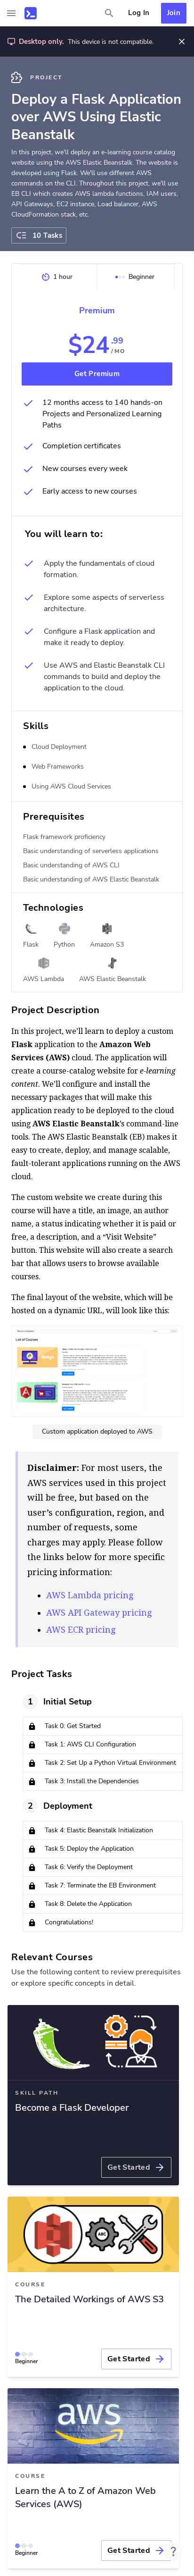 Log In
Join
Desktop only. This device is not compatible.
PROJECT
Deploy a Flask Application
over AWS Using Elastic
Beanstalk
In this project, we'll deploy an e-learning course catalog
website using the AWS Elastic Beanstalk. The website is
developed using Flask. We'll use different AWS
commands on the CLI. Throughout this project, we'll use
EB CLI which creates AWS lambda functions, IAM users,
API Gateways, EC2 instance, Load balancer, AWS
CloudFormation stack, etc.
10 Tasks
1 hour
Beginner
Premium
$24.99
/ MO
Get Premium
12 months access to 140 hands-on
Projects and Personalized Learning
Paths
Completion certificates
New courses every week
Early access to new courses
You will learn to:
Apply the fundamentals of cloud
formation.
Explore some aspects of serverless
architecture.
Configure a Flask application and
make it ready to deploy.
Use AWS and Elastic Beanstalk CLI
commands to build and deploy the
application to the cloud.
Skills
Cloud Deployment
Web Frameworks
Using AWS Cloud Services
Prerequisites
Flask framework proficiency
Basic understanding of serverless applications
Basic understanding of AWS CLI
Basic understanding of AWS Elastic Beanstalk
Technologies
Flask
Python
Amazon S3
AWS Lambda
AWS Elastic Beanstalk
Project Description
In this project, we'll learn to deploy a custom
Flask application to the Amazon Web
Services (AWS) cloud. The application will
create a course-catalog website for e-learning
content. We'll configure and install the
necessary packages that will make this
application ready to be deployed to the cloud
using AWS Elastic Beanstalk's command-line
tools. The AWS Elastic Beanstalk (EB) makes it
easy to create, deploy, and manage scalable,
fault-tolerant applications running on the AWS
cloud.
The custom website we create during this
course will have a title, an image, an author
name, a status indicating whether it is paid or
free, a description, and a “Visit Website”
button. This website will also create a search
bar that allows users to browse available
courses.
The final layout of the website, which will be
hosted on a dynamic URL, will look like this:
List of Courses
Custom application deployed to AWS
Disclaimer: For most users, the
AWS services used in this project
will be free, but based on the
user's configuration, region, and
number of requests, some
charges may apply. Please follow
the links below for more specific
pricing information:
AWS Lambda pricing
AWS API Gateway pricing
AWS ECR pricing
Project Tasks
1 Initial Setup
Task 0: Get Started
Task 1: AWS CLI Configuration
Task 2: Set Up a Python Virtual Environment
Task 3: Install the Dependencies
2 Deployment
Task 4: Elastic Beanstalk Initialization
Task 5: Deploy the Application
Task 6: Verify the Deployment
Task 7: Terminate the EB Environment
Task 8: Delete the Application
Congratulations!
Relevant Courses
Use the following content to review prerequisites
or explore specific concepts in detail.
SKILL PATH
Become a Flask Developer
Get Started
COURSE
The Detailed Workings of AWS S3
Beginner
Get Started
aws
COURSE
Learn the A to Z of Amazon Web
Services (AWS)
Beginner
Get Started
?